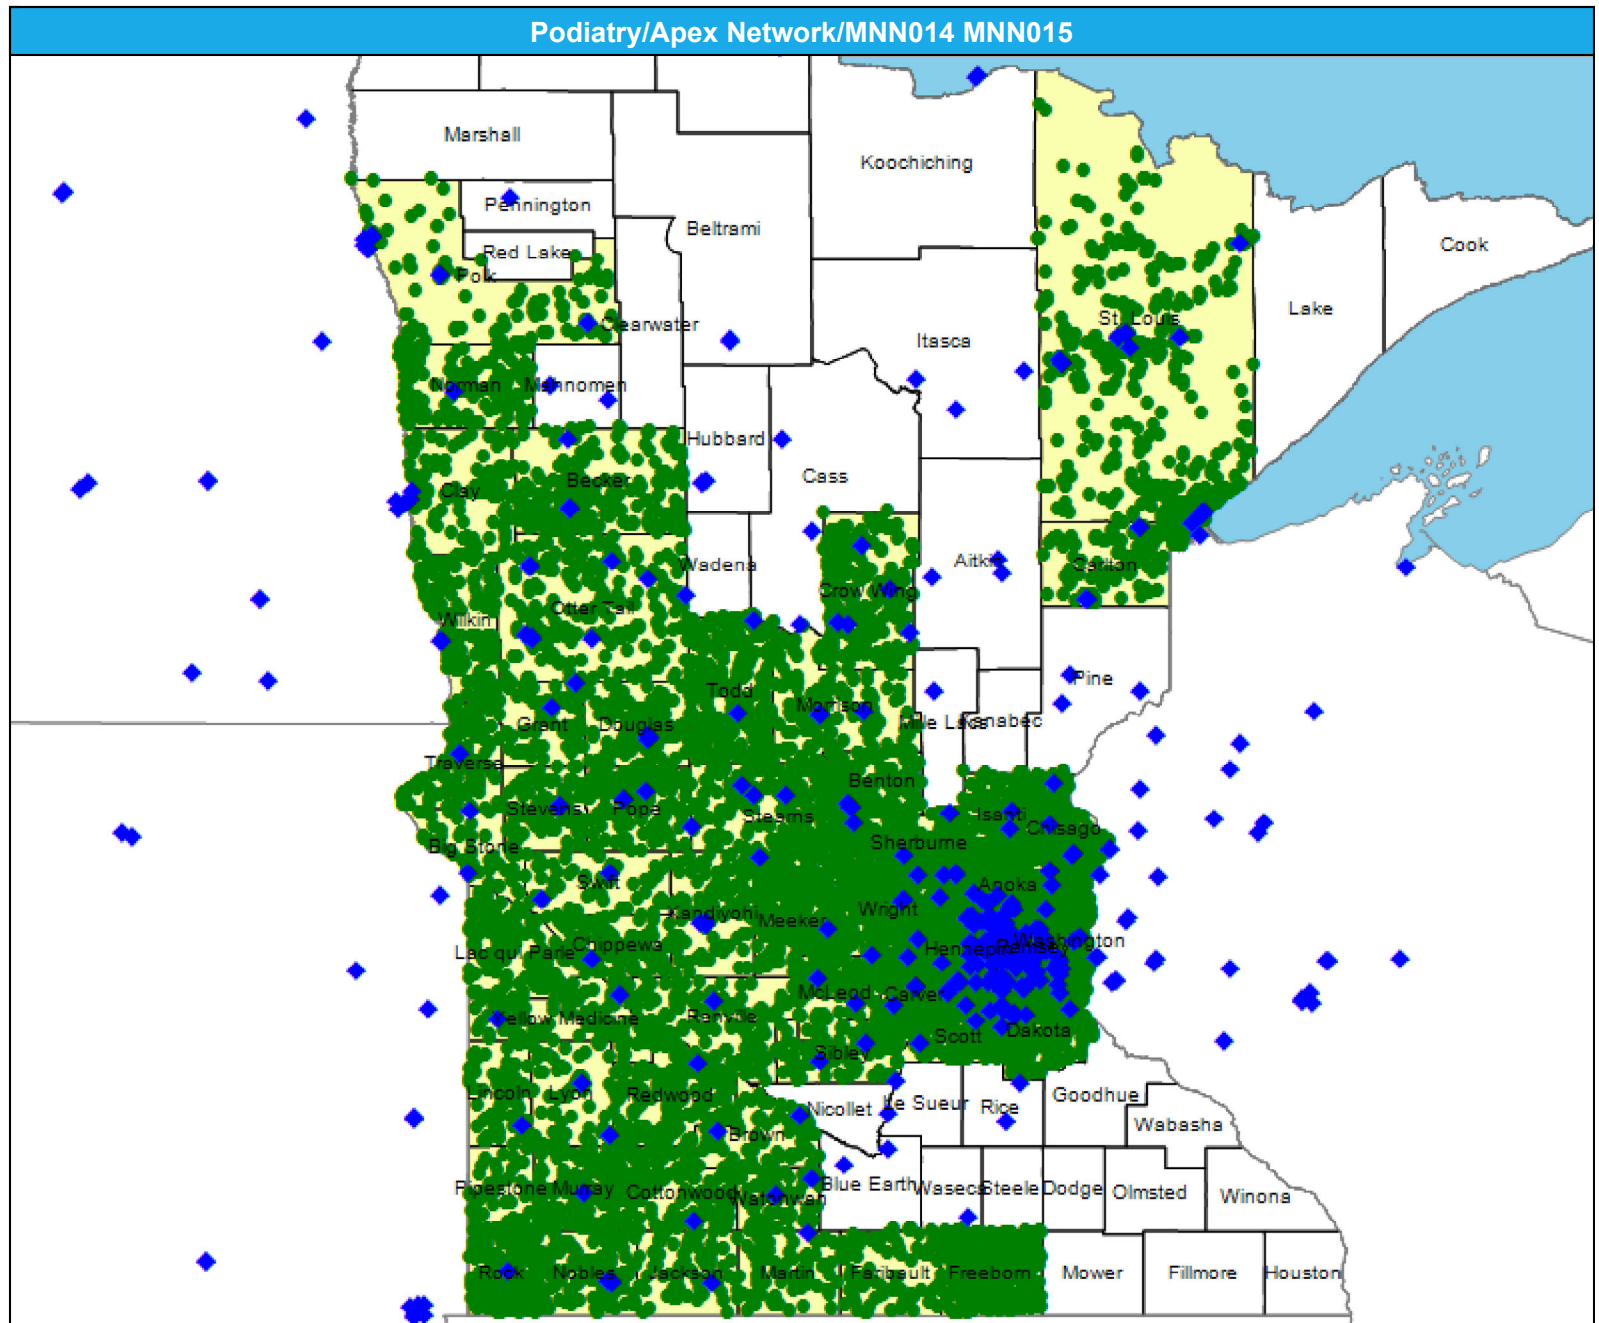 Podiatry/Apex Network/MNN014 MNN015
Marshall
Koochiching
Pennington
Beltrami
Red Lake
Cook
Polk
Lake
St. Louis
Clearwater
Itasca
Norman
Mahnomen
Hubbard
Cass
Becker
Clay
Aitkin
Wadena
Carlton
Crow Wing
Otter Tail
Wilkin
Pine
Todd
Morrison
Mille Lacs
Kanabec
Grant
Douglas
Traverse
Benton
Stevens
Pope
Stearns
Isanti
Chisago
Big Stone
Sherburne
Swift
Anoka
Wright
Kandiyohi
Meeker
Lac qui Parle
Chippewa
Hennepin
Ramsey
Washington
McLeod
Carver
Yellow Medicine
Renville
Scott
Dakota
Sibley
Lincoln
Lyon
Redwood
Nicollet
Le Sueur
Rice
Goodhue
Wabasha
Brown
Pipestone
Murray
Cottonwood
Watonwan
Blue Earth
Waseca
Steele
Dodge
Olmsted
Winona
Rock
Nobles
Jackson
Martin
Faribault
Freeborn
Mower
Fillmore
Houston